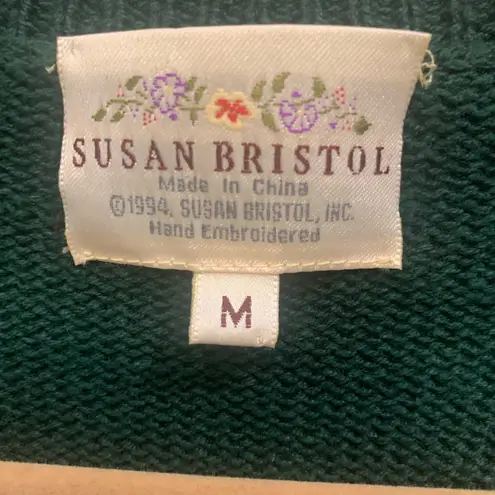 SUSAN BRISTOL
Made In China
©1994, SUSAN BRISTOL, INC.
Hand Embroidered
M